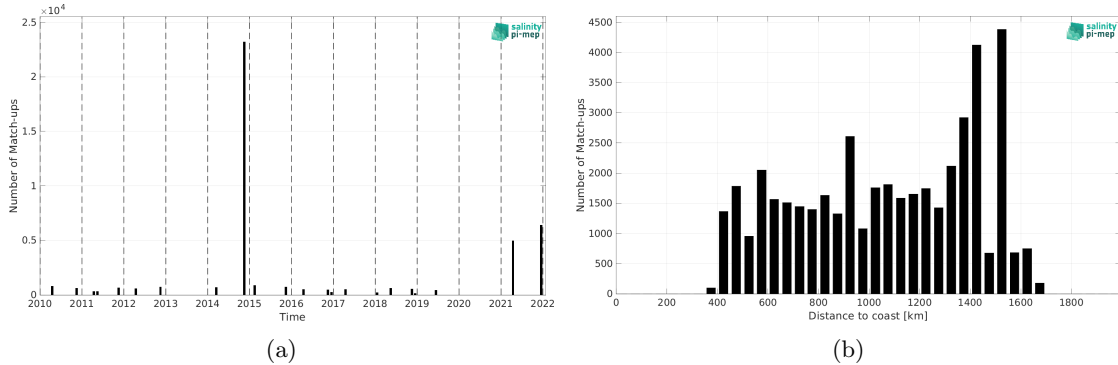 2.5 ×10⁴
2
1.5
1
0.5
0
Number of Match-ups
2010 2011 2012 2013 2014 2015 2016 2017 2018 2019 2020 2021 2022
Time
salinity
pi-mep
(a)
4500
4000
3500
3000
2500
2000
1500
1000
500
0
Number of Match-ups
0 200 400 600 800 1000 1200 1400 1600 1800
Distance to coast [km]
salinity
pi-mep
(b)